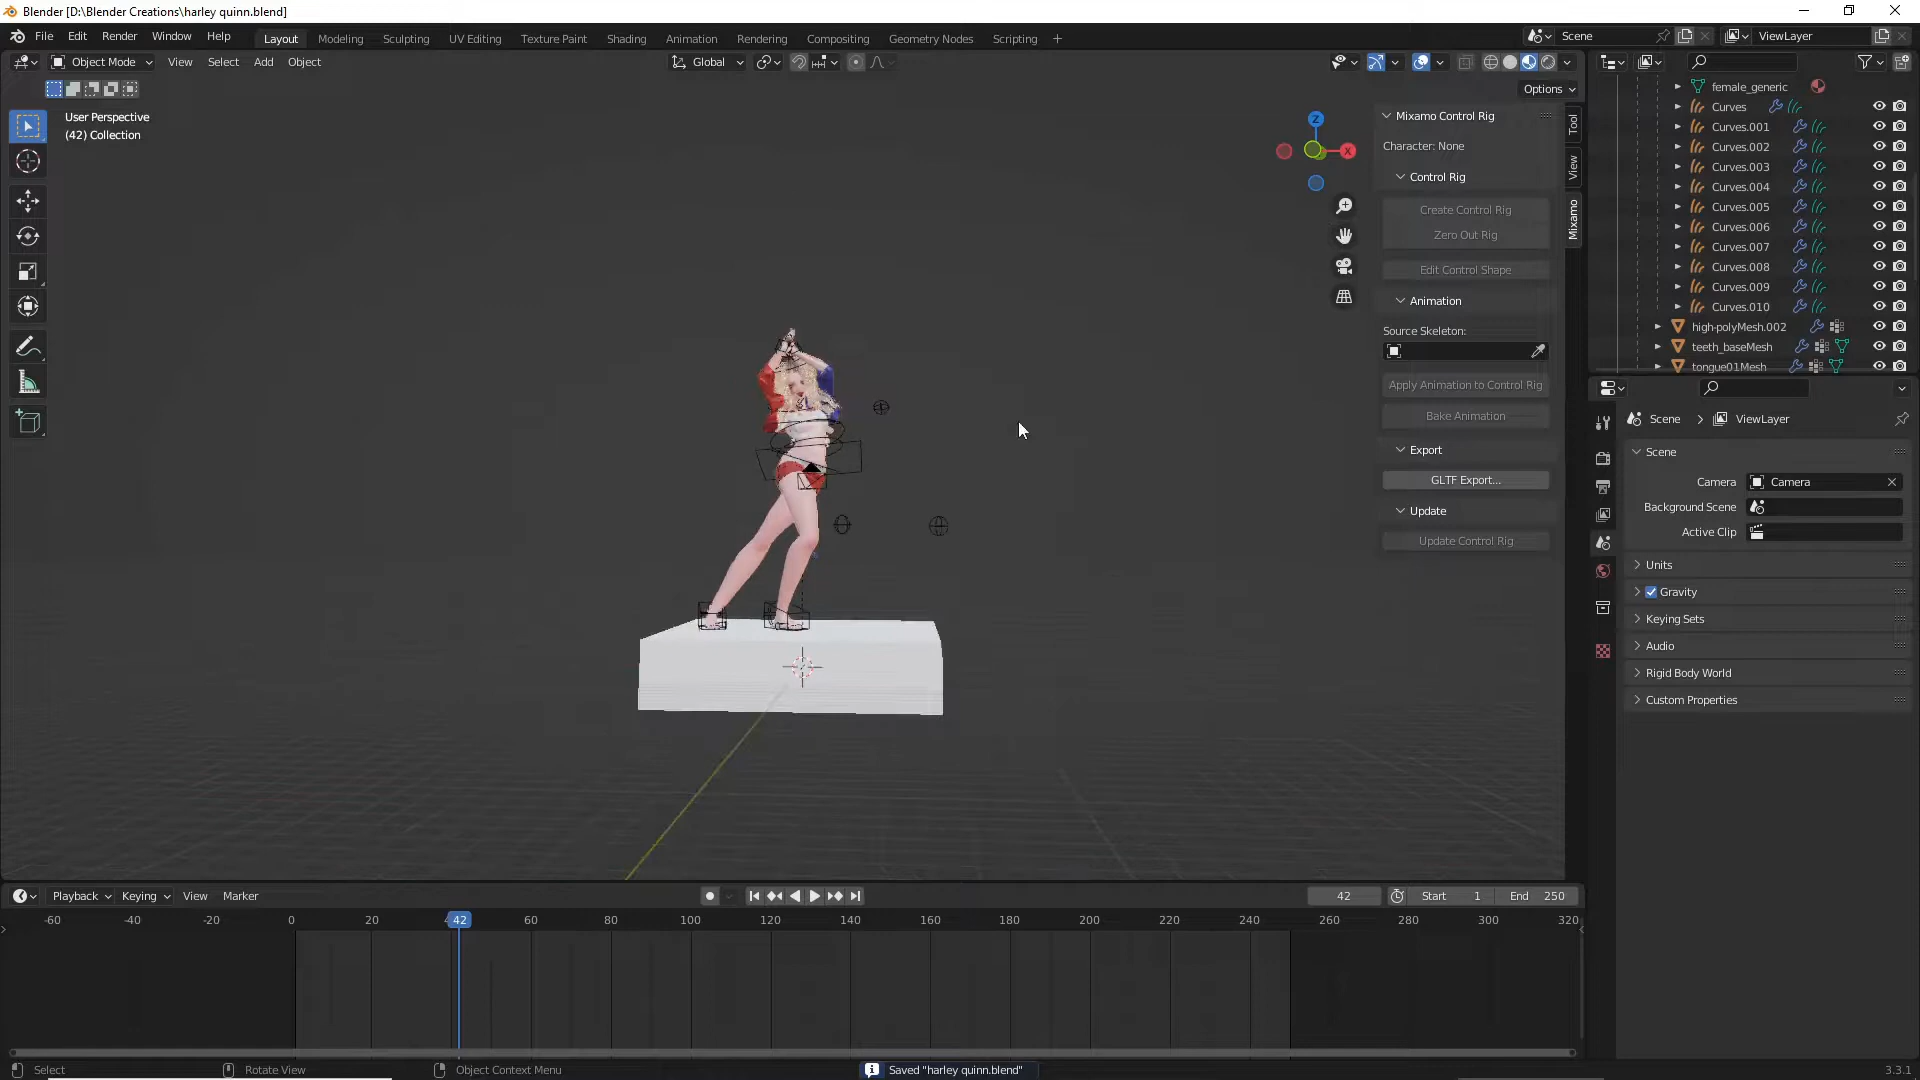 Blender [D:\Blender Creations\harley quinn.blend]
File Edit Render Window Help
Layout Modeling Sculpting UV Editing Texture Paint Shading Animation Rendering Compositing Geometry Nodes Scripting +
Scene
ViewLayer
Object Mode View Select Add Object
Global
Options
User Perspective
(42) Collection
Z
X
Mixamo Control Rig
Character: None
Control Rig
Create Control Rig
Zero Out Rig
Edit Control Shape
Animation
Source Skeleton:
Apply Animation to Control Rig
Bake Animation
Export
GLTF Export...
Update
Update Control Rig
Tool
View
Mixamo
female_generic
Curves
Curves.001
Curves.002
Curves.003
Curves.004
Curves.005
Curves.006
Curves.007
Curves.008
Curves.009
Curves.010
high-polyMesh.002
teeth_baseMesh
tongue01Mesh
Scene ViewLayer
Scene
Camera Camera
Background Scene
Active Clip
Units
Gravity
Keying Sets
Audio
Rigid Body World
Custom Properties
Playback Keying View Marker
42 Start 1 End 250
-60 -40 -20 0 20 42 60 80 100 120 140 160 180 200 220 240 260 280 300 320
Select Rotate View Object Context Menu Saved "harley quinn.blend" 3.3.1